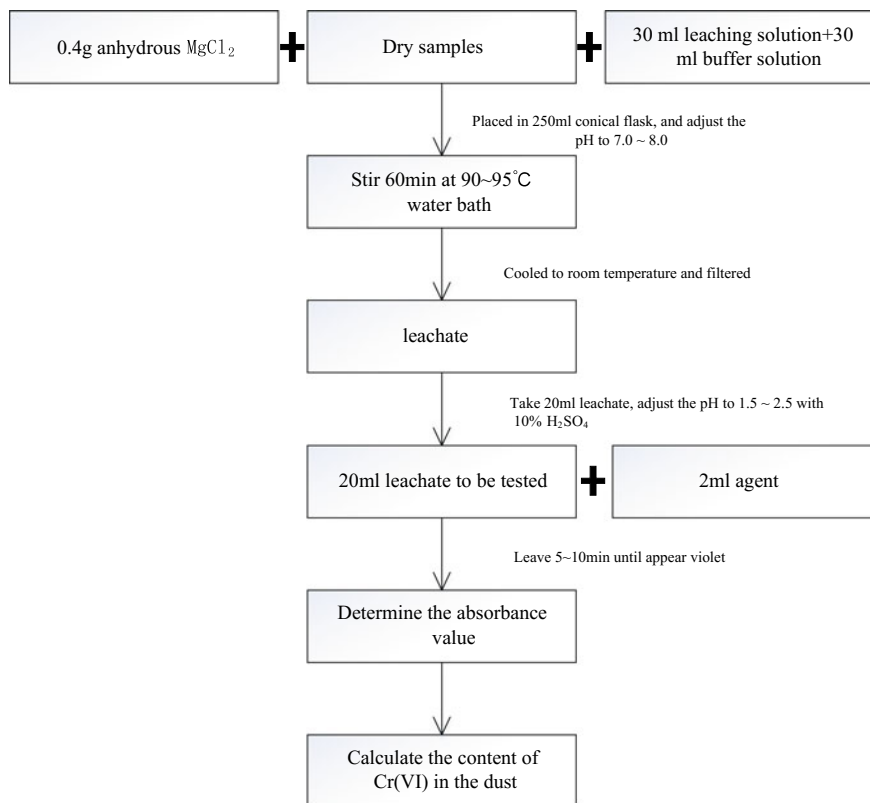 0.4g anhydrous MgCl₂
+
Dry samples
+
30 ml leaching solution+30
ml buffer solution
Placed in 250ml conical flask, and adjust the
pH to 7.0 ~ 8.0
Stir 60min at 90~95℃
water bath
Cooled to room temperature and filtered
leachate
Take 20ml leachate, adjust the pH to 1.5 ~ 2.5 with
10% H₂SO₄
20ml leachate to be tested
+
2ml agent
Leave 5~10min until appear violet
Determine the absorbance
value
Calculate the content of
Cr(VI) in the dust